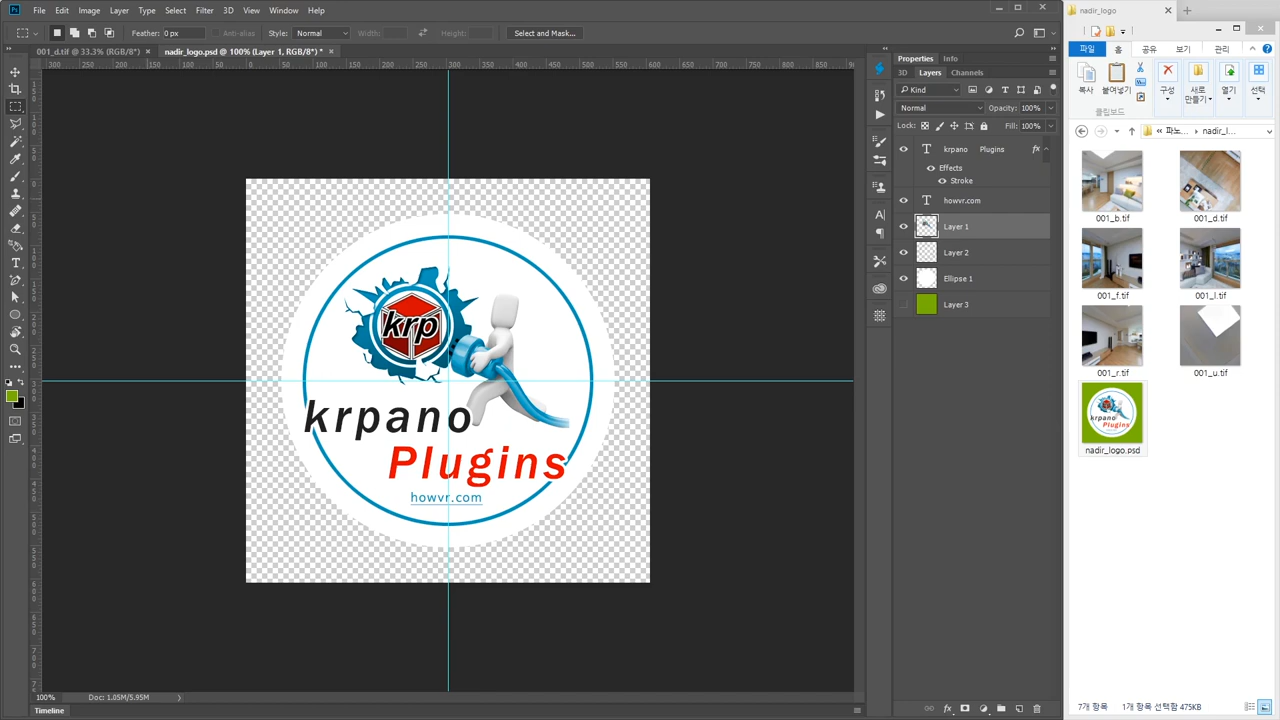 Ps File Edit Image Layer Type Select Filter 3D View Window Help
Feather: 0 px Anti-alias Style: Normal Width: Height: Select and Mask...
001_d.tif @ 33.3% (RGB/8*) × nadir_logo.psd @ 100% (Layer 1, RGB/8*) * ×
krp
krpano
Plugins
howvr.com
100% Doc: 1.05M/5.95M
Timeline
Properties Info
3D Layers Channels
Kind
Normal Opacity: 100%
Lock: Fill: 100%
krpano Plugins fx
Effects
Stroke
howvr.com
Layer 1
Layer 2
Ellipse 1
Layer 3
nadir_logo
파일 홈 공유 보기 관리
복사 붙여넣기 구성 새로 만들기 열기 선택
클립보드
« 파노... › nadir_l...
001_b.tif 001_d.tif
001_f.tif 001_l.tif
001_r.tif 001_u.tif
nadir_logo.psd
7개 항목 1개 항목 선택함 475KB